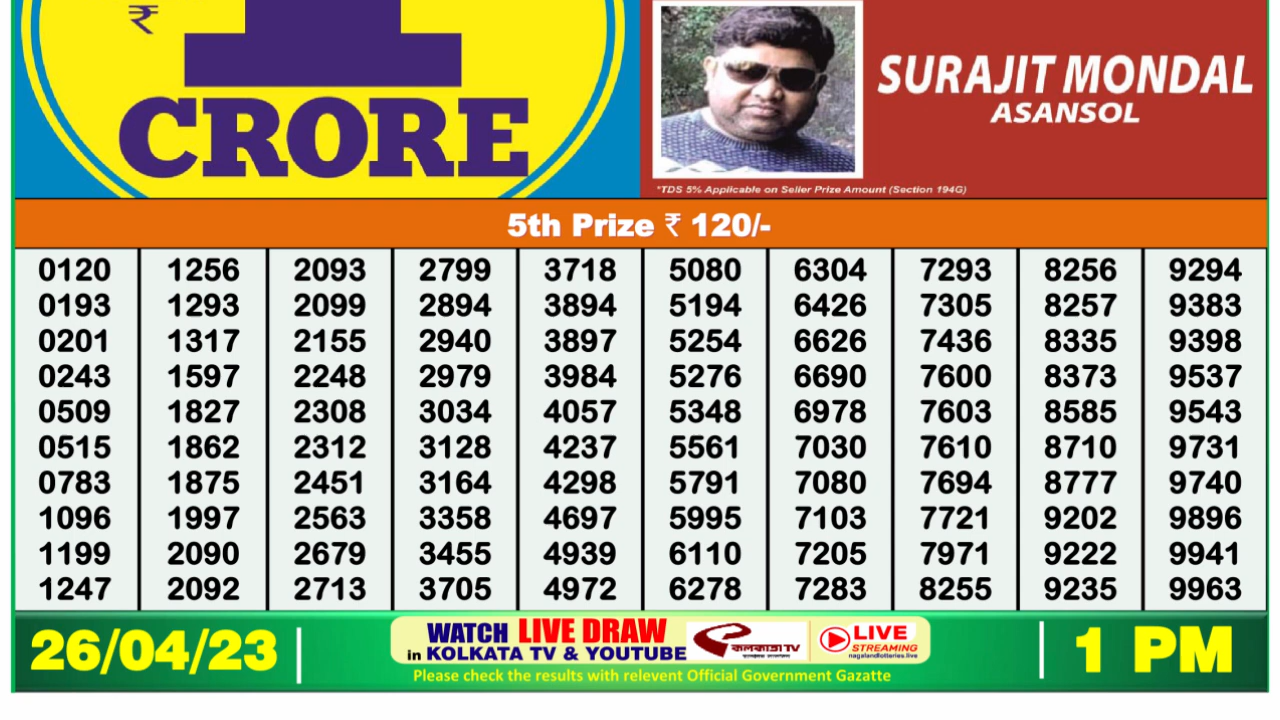 ₹
1
CRORE
SURAJIT MONDAL
ASANSOL
*TDS 5% Applicable on Seller Prize Amount (Section 194G)
5th Prize ₹ 120/-
0120 1256 2093 2799 3718 5080 6304 7293 8256 9294
0193 1293 2099 2894 3894 5194 6426 7305 8257 9383
0201 1317 2155 2940 3897 5254 6626 7436 8335 9398
0243 1597 2248 2979 3984 5276 6690 7600 8373 9537
0509 1827 2308 3034 4057 5348 6978 7603 8585 9543
0515 1862 2312 3128 4237 5561 7030 7610 8710 9731
0783 1875 2451 3164 4298 5791 7080 7694 8777 9740
1096 1997 2563 3358 4697 5995 7103 7721 9202 9896
1199 2090 2679 3455 4939 6110 7205 7971 9222 9941
1247 2092 2713 3705 4972 6278 7283 8255 9235 9963
26/04/23
WATCH LIVE DRAW
in KOLKATA TV & YOUTUBE
কলকাতা TV
LIVE
STREAMING
nagalandlotteries.live
Please check the results with relevent Official Government Gazatte
1 PM